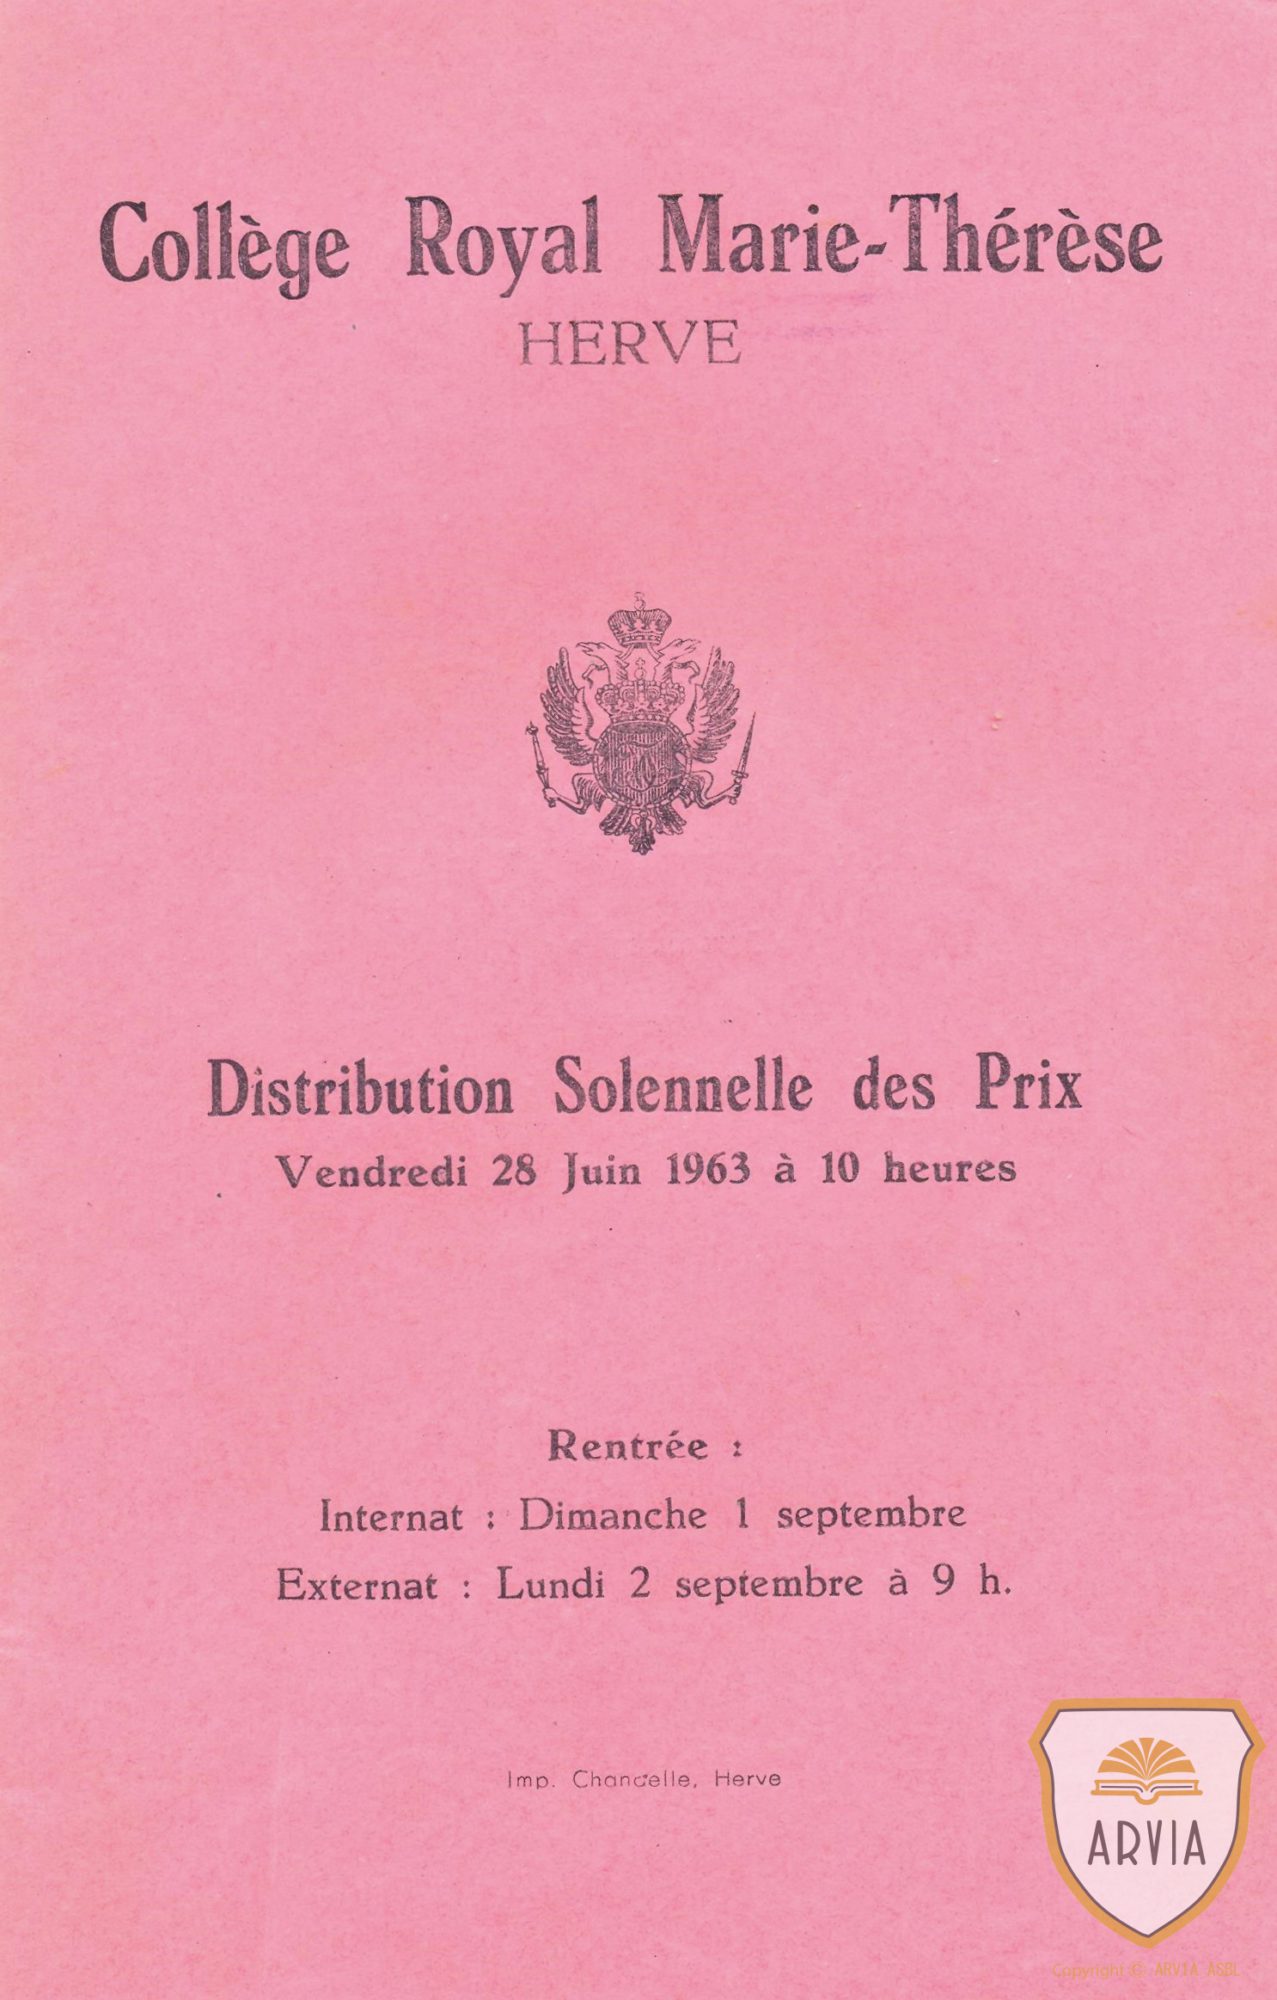 Collège Royal Marie-Thérèse
HERVE
Distribution Solennelle des Prix
Vendredi 28 Juin 1963 à 10 heures
Rentrée :
Internat : Dimanche 1 septembre
Externat : Lundi 2 septembre à 9 h.
Imp. Chandelle, Herve
ARVIA
Copyright © ARVIA ASBL